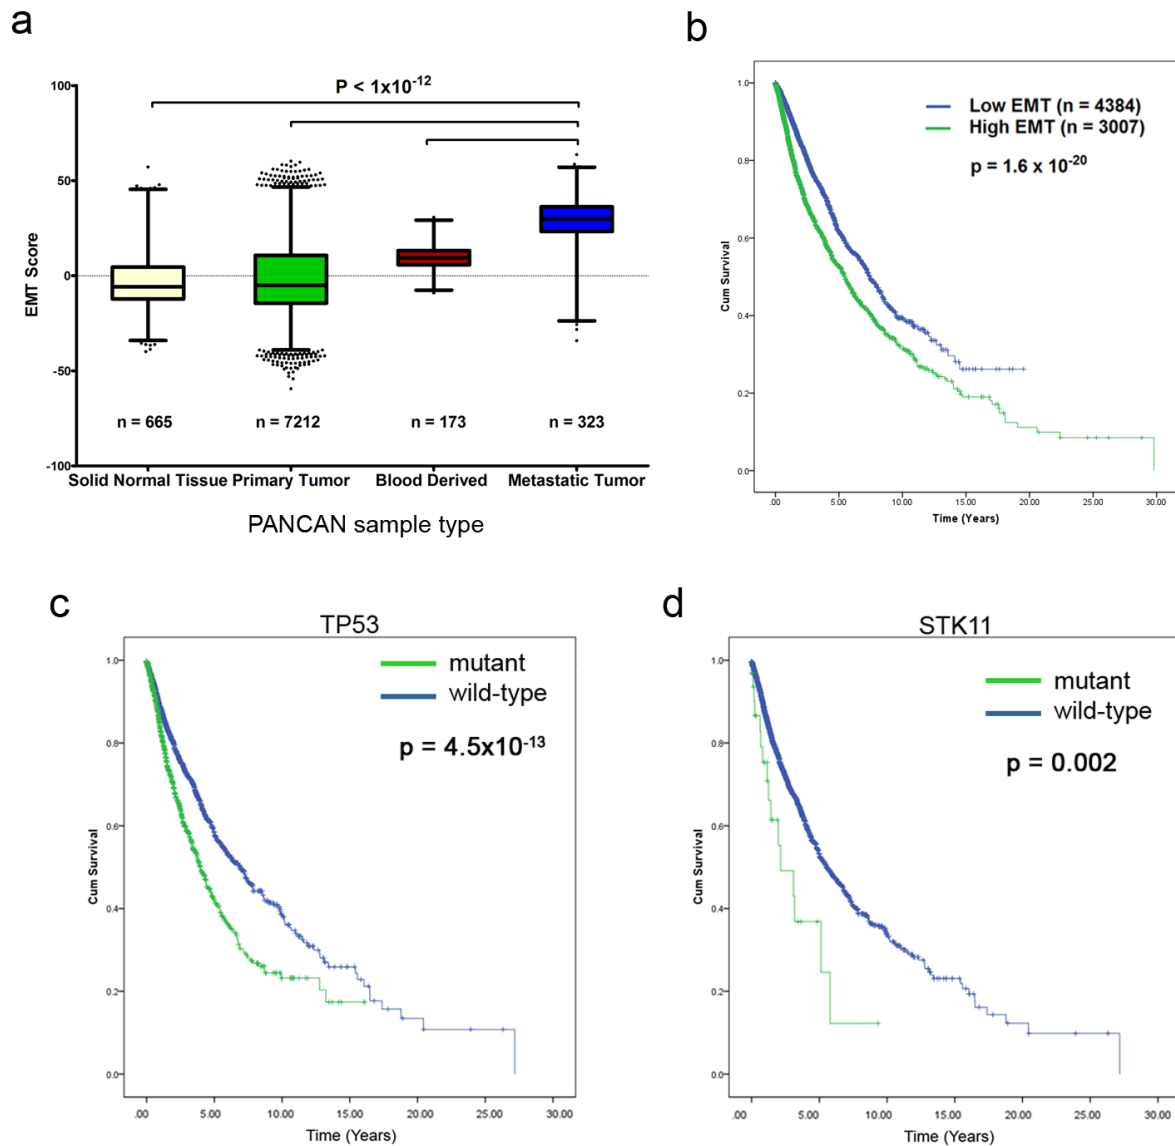 a
P < 1x10-12
100
50
0
-50
-100
EMT Score
n = 665
n = 7212
n = 173
n = 323
Solid Normal Tissue
Primary Tumor
Blood Derived
Metastatic Tumor
PANCAN sample type
b
Low EMT (n = 4384)
High EMT (n = 3007)
p = 1.6 x 10-20
1.0
0.8
0.6
0.4
0.2
0.0
Cum Survival
.00
5.00
10.00
15.00
20.00
25.00
30.00
Time (Years)
c
TP53
mutant
wild-type
p = 4.5x10-13
1.0
0.8
0.6
0.4
0.2
0.0
Cum Survival
.00
5.00
10.00
15.00
20.00
25.00
30.00
Time (Years)
d
STK11
mutant
wild-type
p = 0.002
1.0
0.8
0.6
0.4
0.2
0.0
Cum Survival
.00
5.00
10.00
15.00
20.00
25.00
30.00
Time (Years)